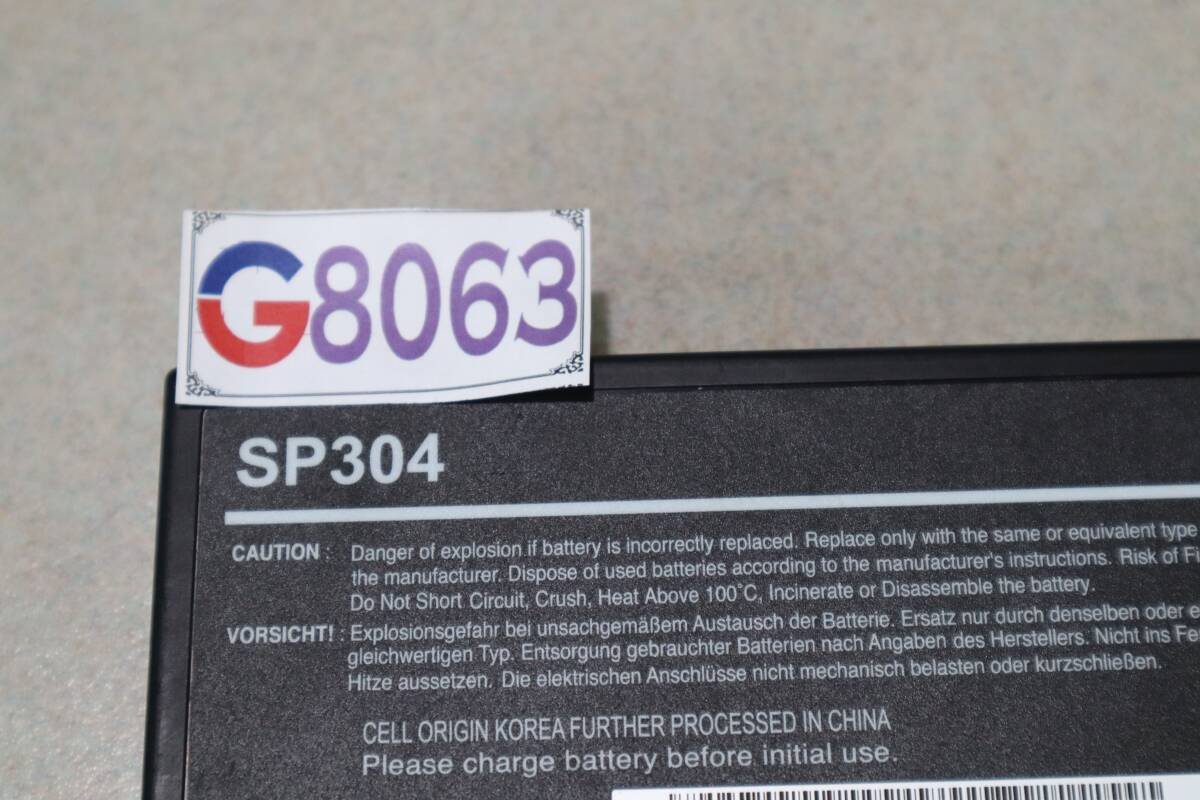 G8063
SP304
CAUTION : Danger of explosion if battery is incorrectly replaced. Replace only with the same or equivalent type
the manufacturer. Dispose of used batteries according to the manufacturer's instructions. Risk of
Do Not Short Circuit, Crush, Heat Above 100°C, Incinerate or Disassemble the battery.
VORSICHT! : Explosionsgefahr bei unsachgemäßem Austausch der Batterie. Ersatz nur durch denselben oder
gleichwertigen Typ. Entsorgung gebrauchter Batterien nach Angaben des Herstellers. Nicht ins
Hitze aussetzen. Die elektrischen Anschlüsse nicht mechanisch belasten oder kurzschließen.
CELL ORIGIN KOREA FURTHER PROCESSED IN CHINA
Please charge battery before initial use.